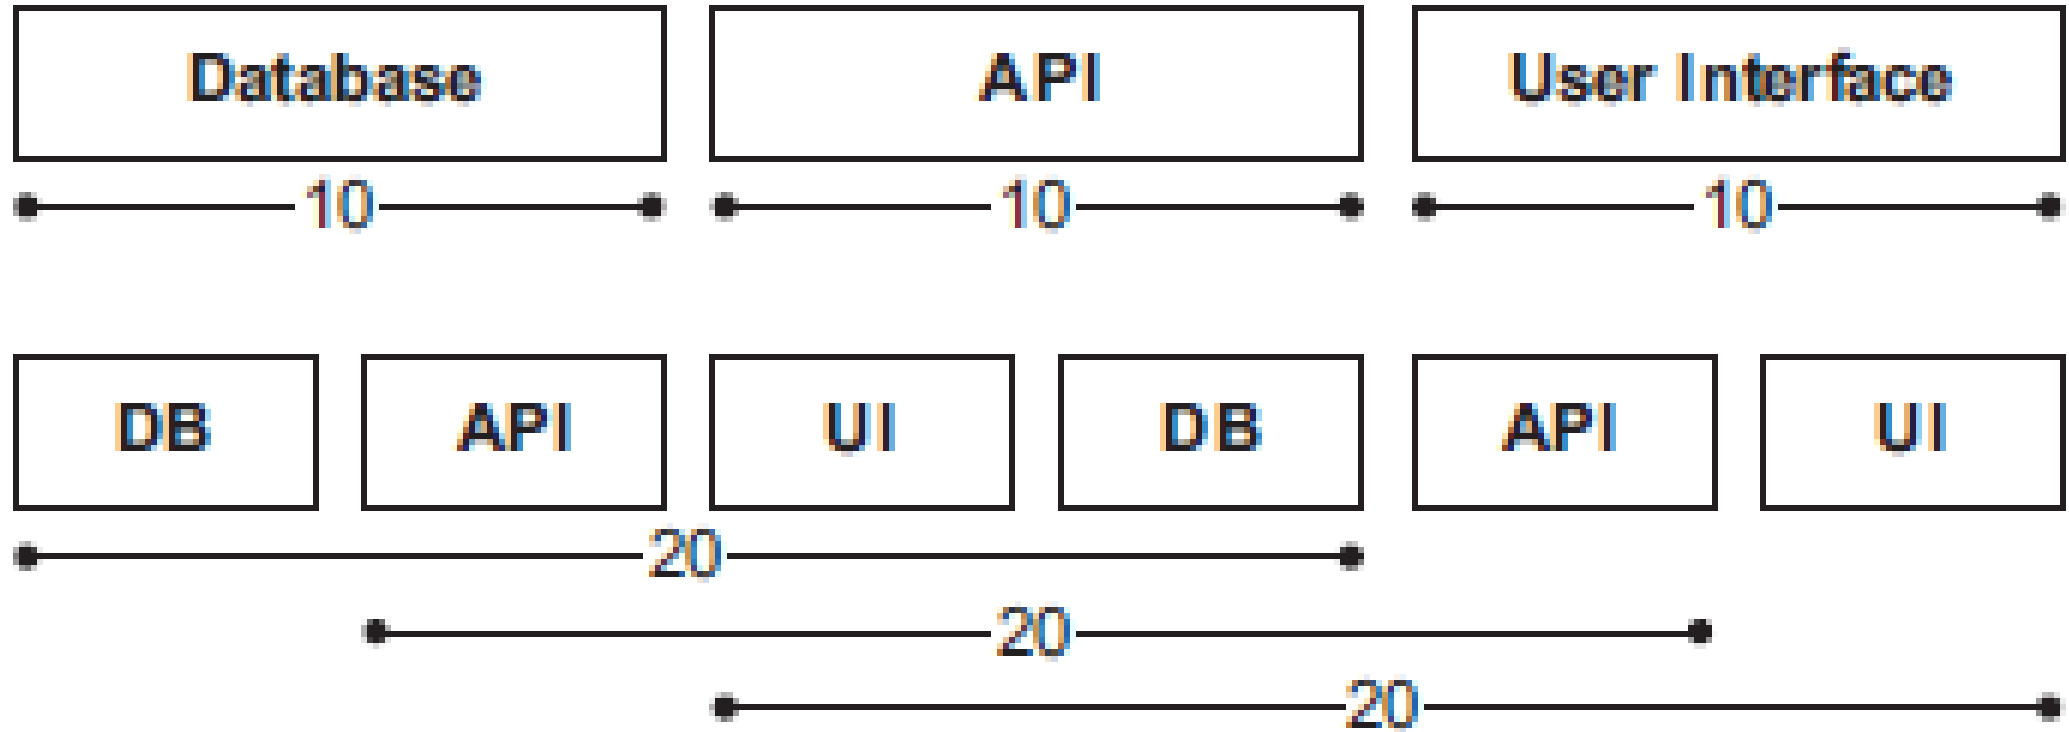 Database API User Interface
10 10 10
DB API UI DB API UI
20
20
20